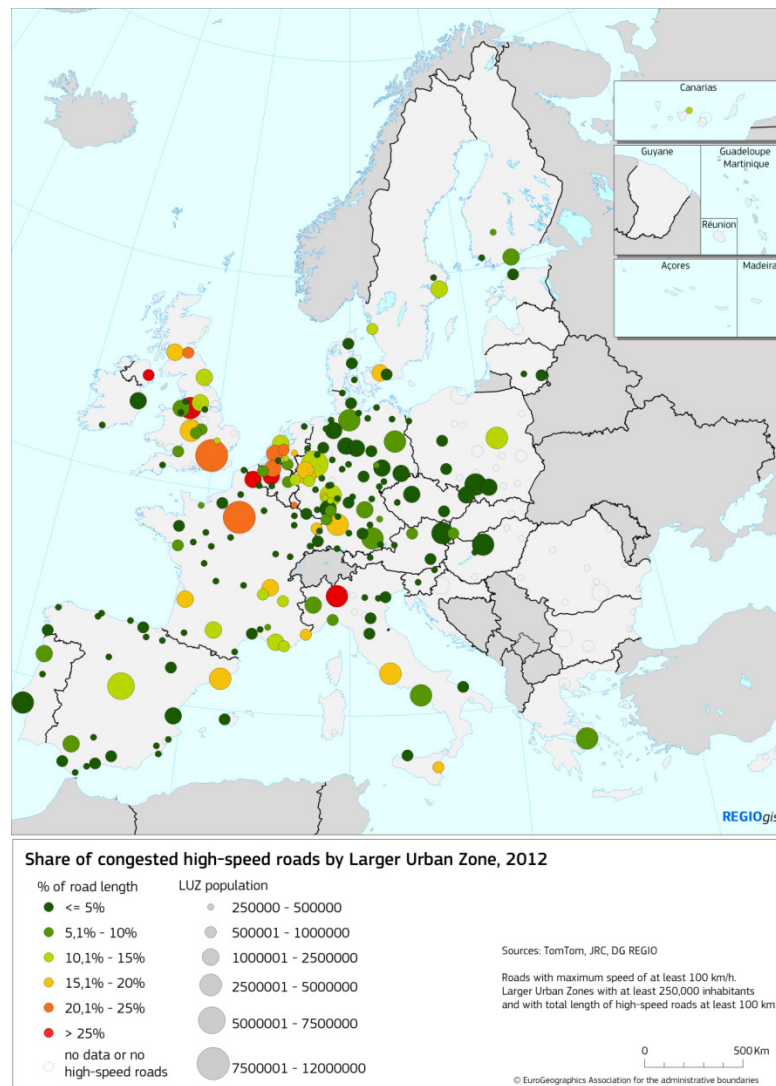 Canarias
Guyane
Guadeloupe
Martinique
Réunion
Açores
Madeira
REGIOgis
Share of congested high-speed roads by Larger Urban Zone, 2012
% of road length
<= 5%
5,1% - 10%
10,1% - 15%
15,1% - 20%
20,1% - 25%
> 25%
no data or no
high-speed roads
LUZ population
250000 - 500000
500001 - 1000000
1000001 - 2500000
2500001 - 5000000
5000001 - 7500000
7500001 - 12000000
Sources: TomTom, JRC, DG REGIO
Roads with maximum speed of at least 100 km/h.
Larger Urban Zones with at least 250,000 inhabitants
and with total length of high-speed roads at least 100 km
0 500 Km
© EuroGeographics Association for the administrative boundaries